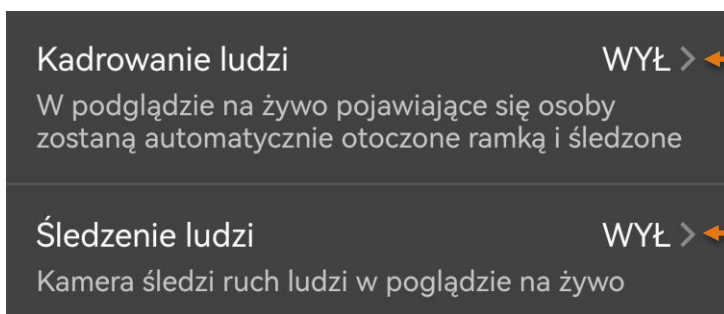 Kadrowanie ludzi WYŁ
W podglądzie na żywo pojawiające się osoby
zostaną automatycznie otoczone ramką i śledzone
Śledzenie ludzi WYŁ
Kamera śledzi ruch ludzi w poglądzie na żywo